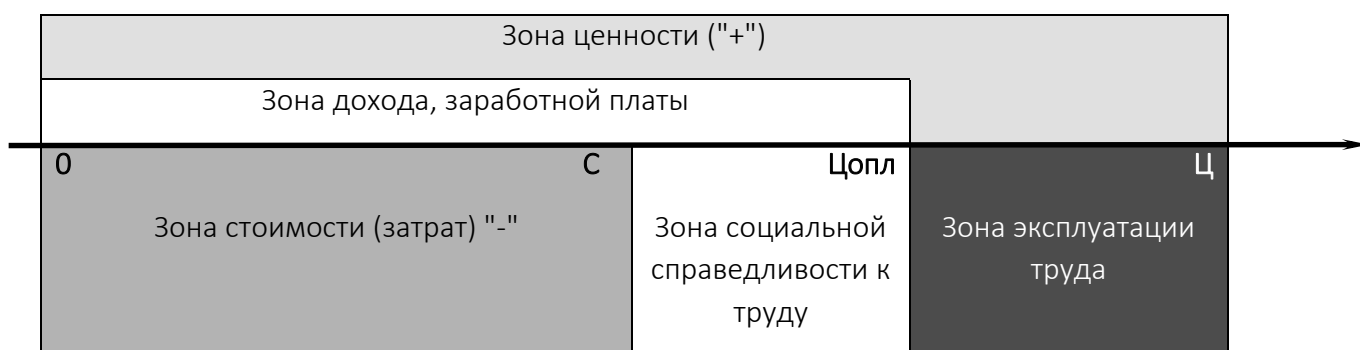 Зона ценности ("+")
Зона дохода, заработной платы
0 С Цопл Ц
Зона стоимости (затрат) "-"
Зона социальной
справедливости к
труду
Зона эксплуатации
труда